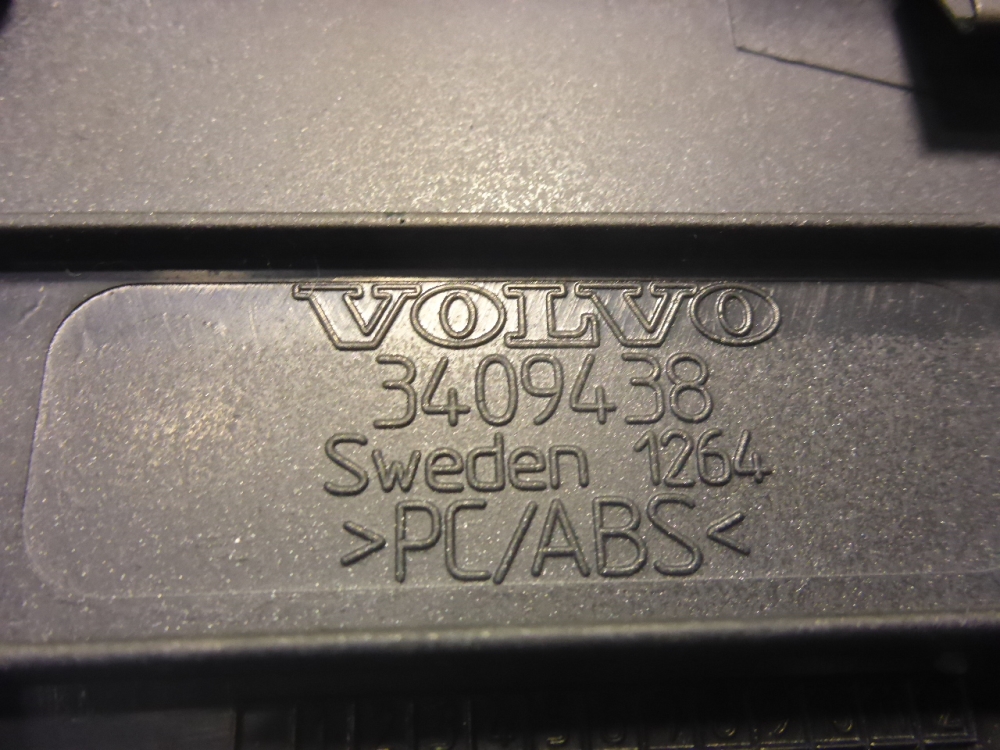 VOLVO
3409438
Sweden 1264
>PC/ABS<